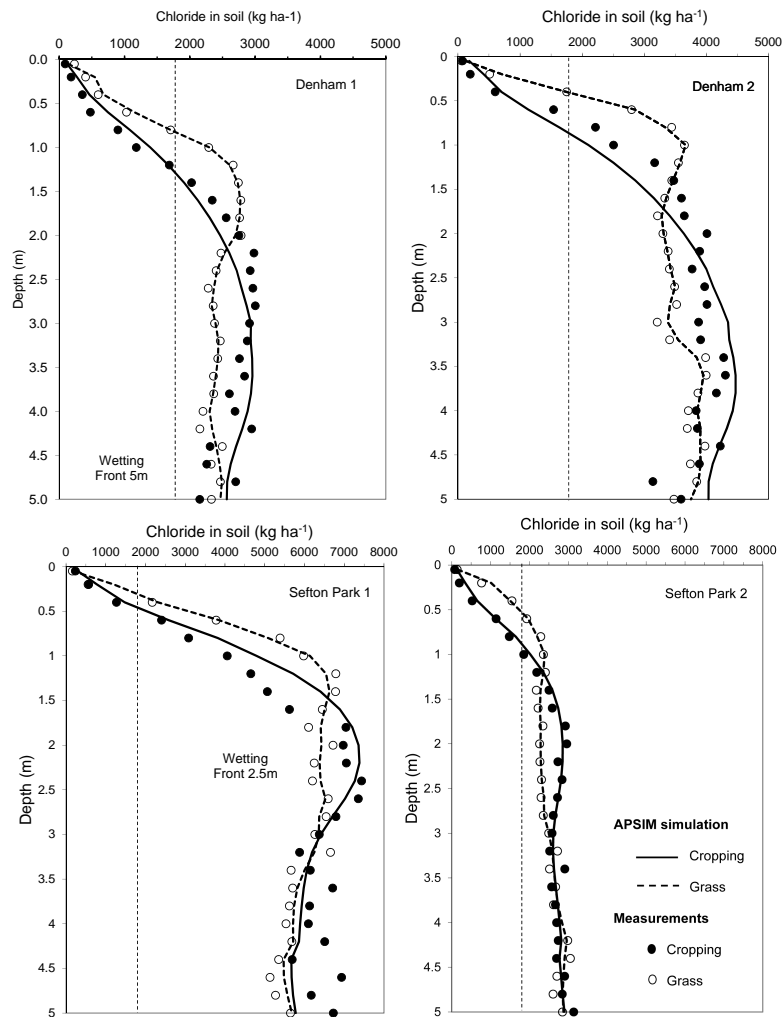 Chloride in soil (kg ha-1)
0 1000 2000 3000 4000 5000
0.0
0.5
1.0
1.5
2.0
2.5
3.0
3.5
4.0
4.5
5.0
Depth (m)
Denham 1
Wetting
Front 5m
Chloride in soil (kg ha-1)
0 1000 2000 3000 4000 5000
0
0.5
1
1.5
2
2.5
3
3.5
4
4.5
5
Depth (m)
Denham 2
Chloride in soil (kg ha-1)
0 1000 2000 3000 4000 5000 6000 7000 8000
0
0.5
1
1.5
2
2.5
3
3.5
4
4.5
5
Depth (m)
Sefton Park 1
Wetting
Front 2.5m
Chloride in soil (kg ha-1)
0 1000 2000 3000 4000 5000 6000 7000 8000
0
0.5
1
1.5
2
2.5
3
3.5
4
4.5
5
Depth (m)
Sefton Park 2
APSIM simulation
Cropping
Grass
Measurements
Cropping
Grass